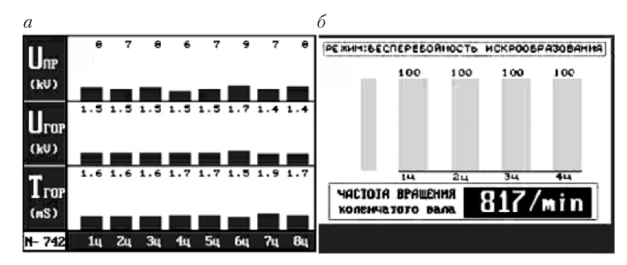 а
8 7 8 6 7 9 7 8
Uпр
(kU)
1.5 1.5 1.5 1.5 1.5 1.7 1.4 1.4
Uгор
(kU)
1.6 1.6 1.6 1.7 1.7 1.5 1.9 1.7
Tгор
(mS)
N- 742 1ц 2ц 3ц 4ц 5ц 6ц 7ц 8ц
б
РЕЖИМ:БЕСПЕРЕБОЙНОСТЬ ИСКРООБРАЗОВАНИЯ
100 100 100 100
1ц 2ц 3ц 4ц
ЧАСТОТА ВРАЩЕНИЯ
коленчатого вала
817/min